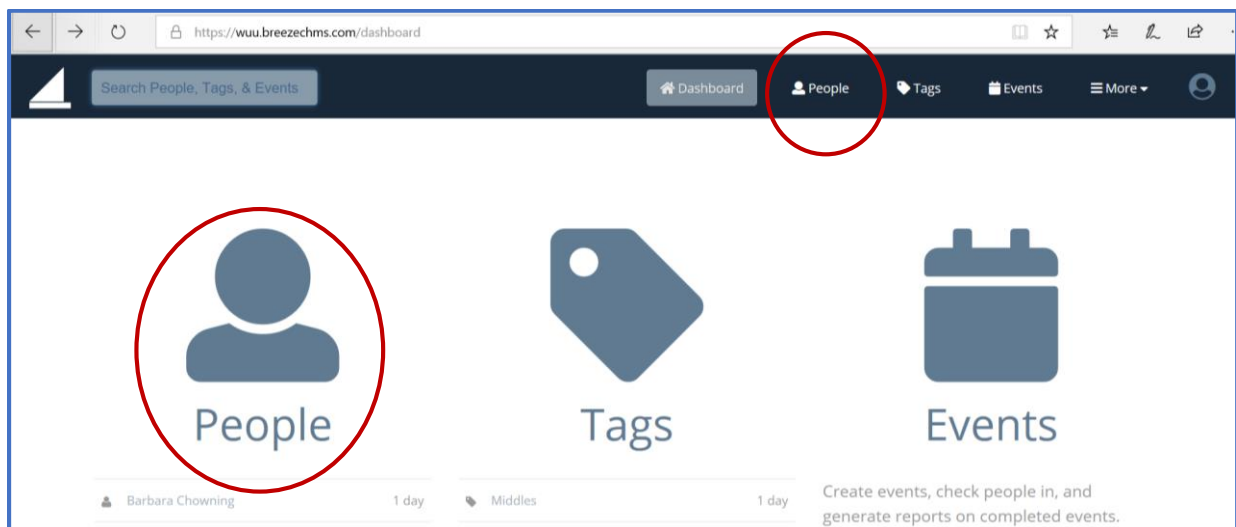 https://wuu.breezechms.com/dashboard
Search People, Tags, & Events
Dashboard
People
Tags
Events
More
People
Tags
Events
Barbara Chowning 1 day
Middles 1 day
Create events, check people in, and
generate reports on completed events.